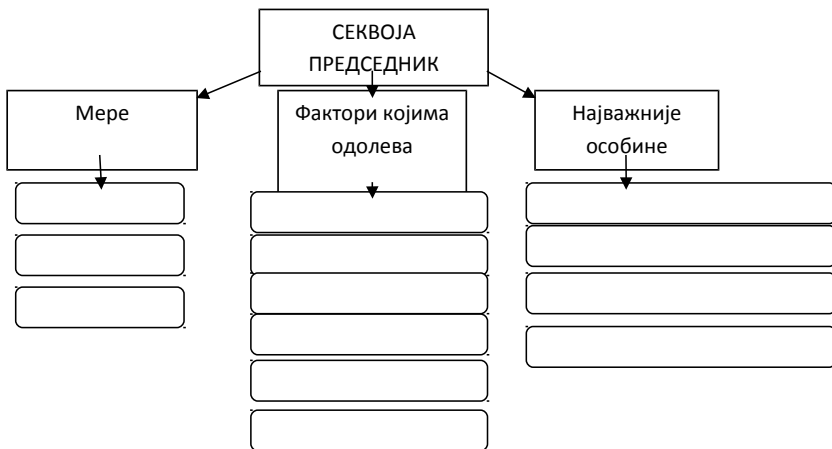 СЕКВОЈА
ПРЕДСЕДНИК
Мере
Фактори којима
одолева
Најважније
особине